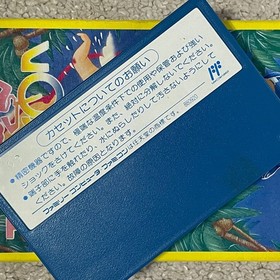 カセットについてのお願い
●精密機器ですので、極端な温度条件下での使用や保管および強い
ショックをさけてください。また、絶対に分解しないでください。
●端子部に手を触れたり、水にぬらしたりして汚さないようにし
てください。故障の原因となります。
ファミリーコンピュータ・ファミコンは任天堂の商標です。
FF